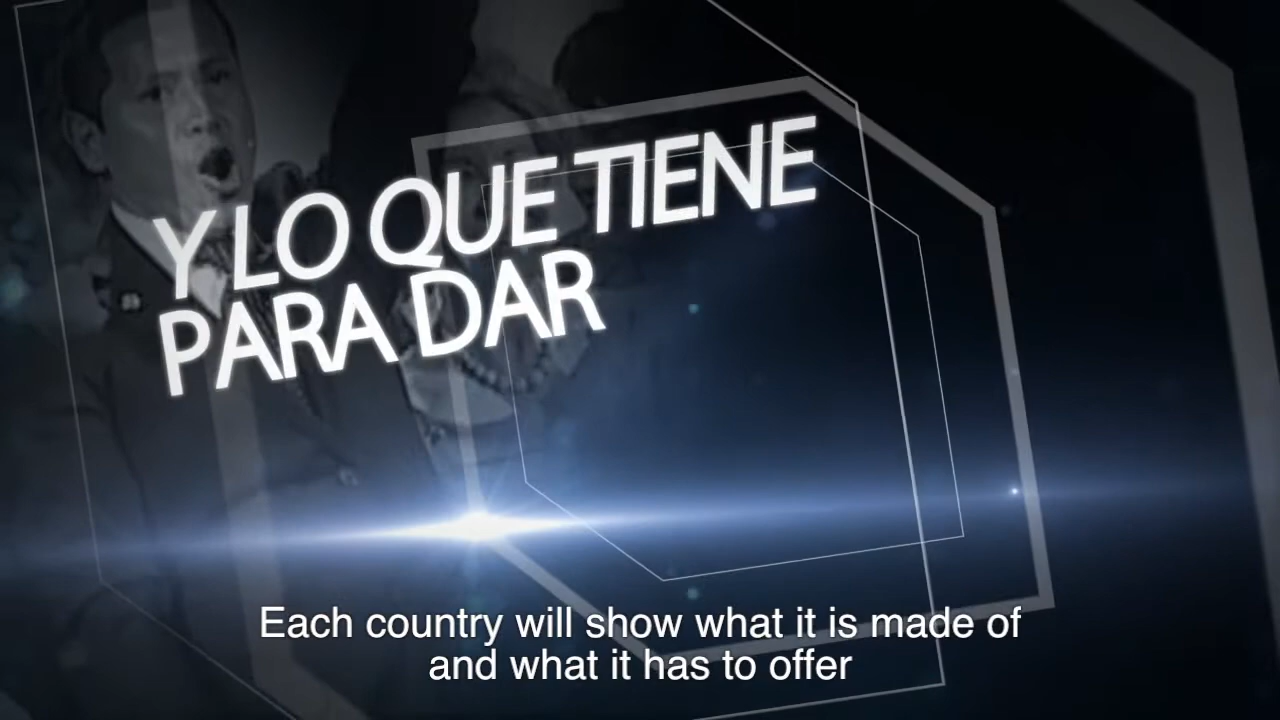 Y LO QUE TIENE
PARA DAR
Each country will show what it is made of
and what it has to offer